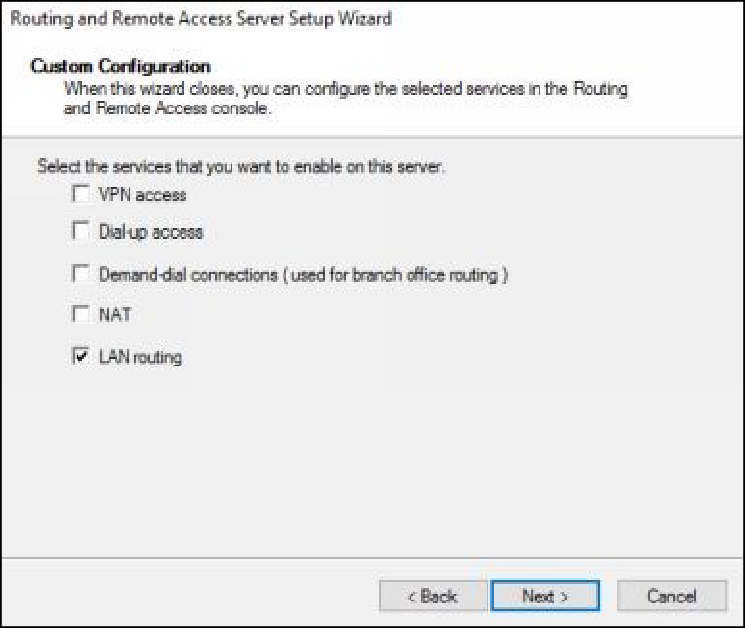 Routing and Remote Access Server Setup Wizard
Custom Configuration
When this wizard closes, you can configure the selected services in the Routing
and Remote Access console.
Select the services that you want to enable on this server.
VPN access
Dial-up access
Demand-dial connections ( used for branch office routing )
NAT
LAN routing
< Back Next > Cancel